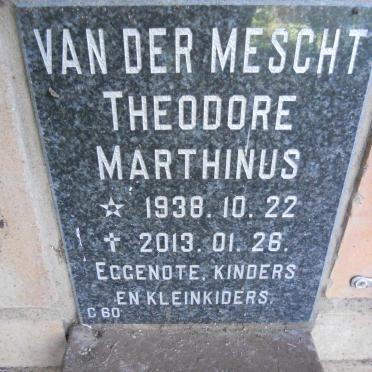 VAN DER MESCHT
THEODORE
MARTHINUS
☆ 1938. 10. 22
✝ 2013. 01. 26.
EGGENOTE, KINDERS
EN KLEINKIDERS.
C 60